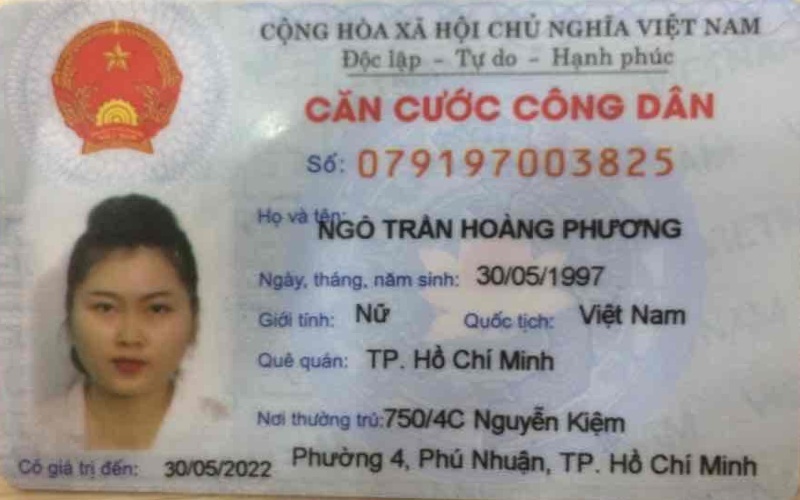 CỘNG HÒA XÃ HỘI CHỦ NGHĨA VIỆT NAM
Độc lập - Tự do - Hạnh phúc
CĂN CƯỚC CÔNG DÂN
Số: 079197003825
Họ và tên: NGÔ TRẦN HOÀNG PHƯƠNG
Ngày, tháng, năm sinh: 30/05/1997
Giới tính: Nữ Quốc tịch: Việt Nam
Quê quán: TP. Hồ Chí Minh
Nơi thường trú: 750/4C Nguyễn Kiệm
Phường 4, Phú Nhuận, TP. Hồ Chí Minh
Có giá trị đến: 30/05/2022